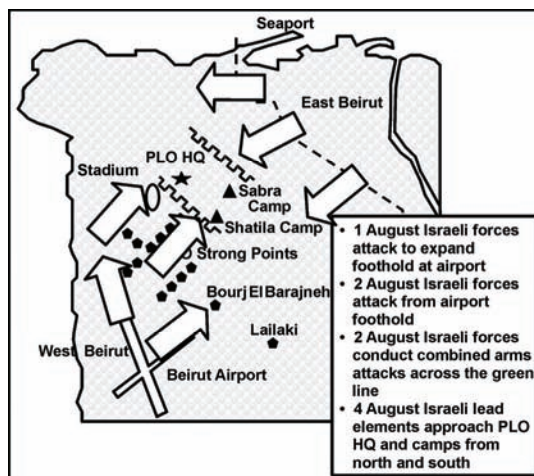 Seaport
East Beirut
PLO HQ
Stadium
Sabra
Camp
Shatila Camp
Strong Points
Bourj El Barajneh
Lailaki
West Beirut
Beirut Airport
• 1 August Israeli forces
attack to expand
foothold at airport
• 2 August Israeli forces
attack from airport
foothold
• 2 August Israeli forces
conduct combined arms
attacks across the green
line
• 4 August Israeli lead
elements approach PLO
HQ and camps from
north and south